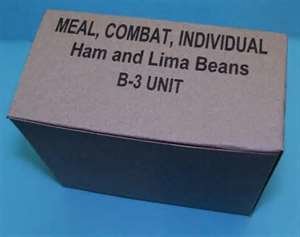 MEAL, COMBAT, INDIVIDUAL
Ham and Lima Beans
B-3 UNIT